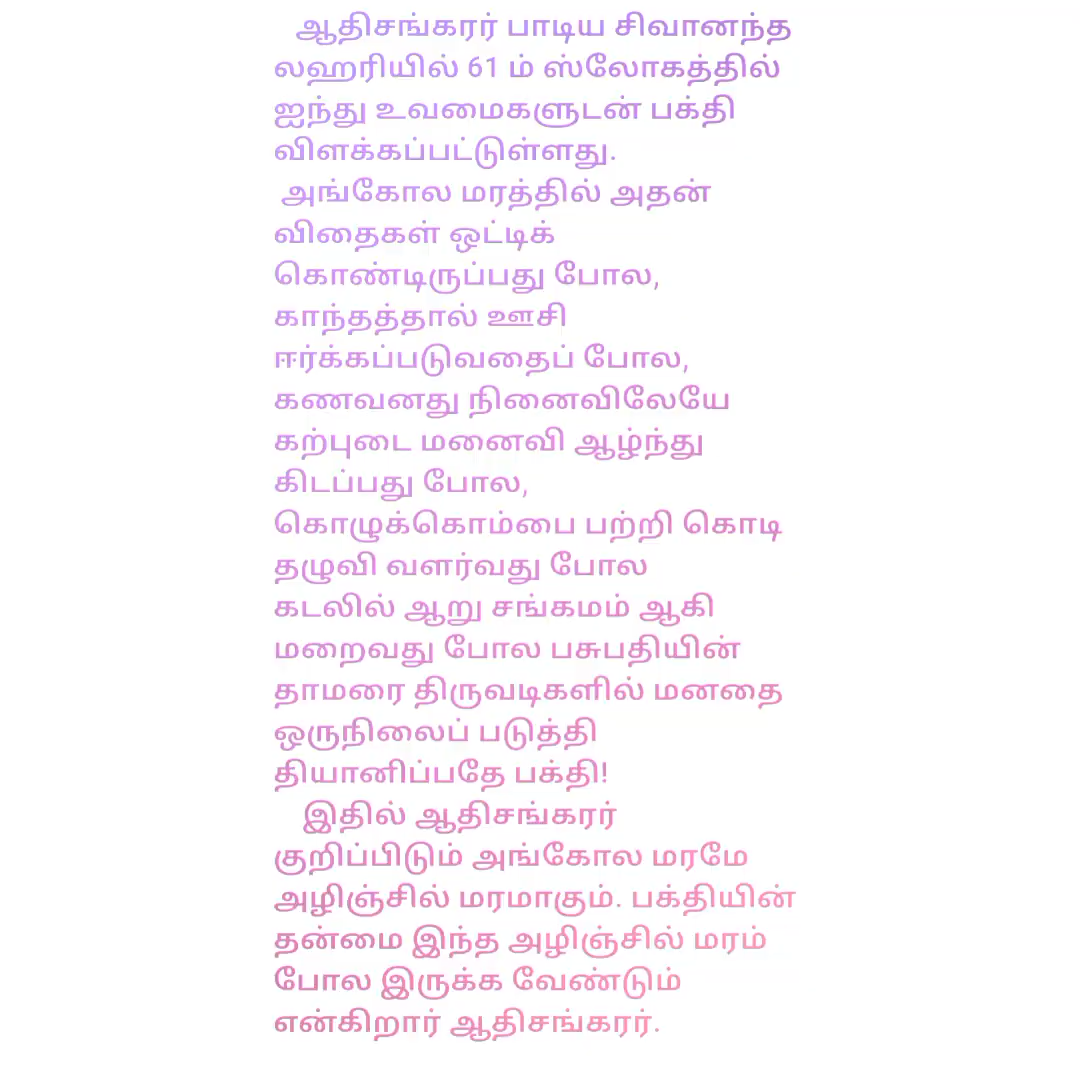 ஆதிசங்கரர் பாடிய சிவானந்த
லஹரியில் 61 ம் ஸ்லோகத்தில்
ஐந்து உவமைகளுடன் பக்தி
விளக்கப்பட்டுள்ளது.
அங்கோல மரத்தில் அதன்
விதைகள் ஒட்டிக்
கொண்டிருப்பது போல,
காந்தத்தால் ஊசி
ஈர்க்கப்படுவதைப் போல,
கணவனது நினைவிலேயே
கற்புடை மனைவி ஆழ்ந்து
கிடப்பது போல,
கொழுக்கொம்பை பற்றி கொடி
தழுவி வளர்வது போல
கடலில் ஆறு சங்கமம் ஆகி
மறைவது போல பசுபதியின்
தாமரை திருவடிகளில் மனதை
ஒருநிலைப் படுத்தி
தியானிப்பதே பக்தி!
இதில் ஆதிசங்கரர்
குறிப்பிடும் அங்கோல மரமே
அழிஞ்சில் மரமாகும். பக்தியின்
தன்மை இந்த அழிஞ்சில் மரம்
போல இருக்க வேண்டும்
என்கிறார் ஆதிசங்கரர்.